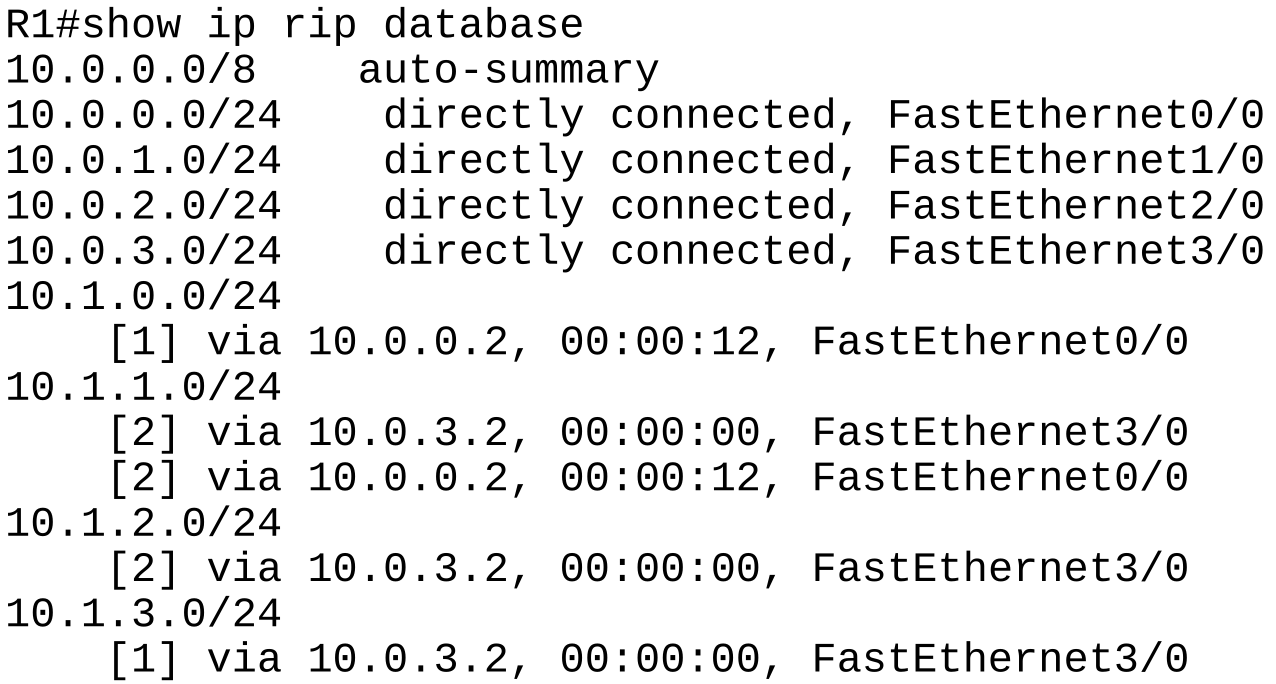 R1#show ip rip database
10.0.0.0/8    auto-summary
10.0.0.0/24    directly connected, FastEthernet0/0
10.0.1.0/24    directly connected, FastEthernet1/0
10.0.2.0/24    directly connected, FastEthernet2/0
10.0.3.0/24    directly connected, FastEthernet3/0
10.1.0.0/24
    [1] via 10.0.0.2, 00:00:12, FastEthernet0/0
10.1.1.0/24
    [2] via 10.0.3.2, 00:00:00, FastEthernet3/0
    [2] via 10.0.0.2, 00:00:12, FastEthernet0/0
10.1.2.0/24
    [2] via 10.0.3.2, 00:00:00, FastEthernet3/0
10.1.3.0/24
    [1] via 10.0.3.2, 00:00:00, FastEthernet3/0